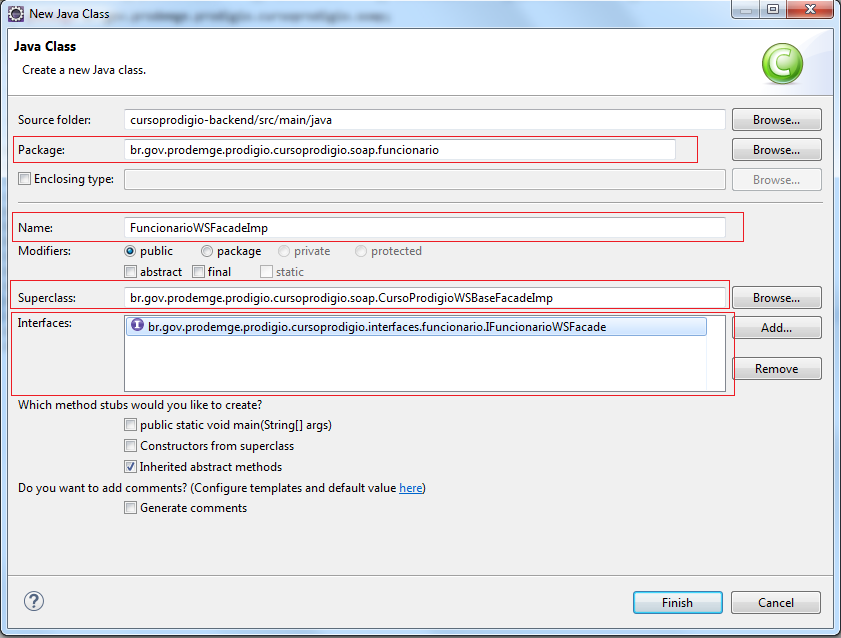 New Java Class
Java Class
Create a new Java class.
C
Source folder: cursoprodigio-backend/src/main/java Browse...
Package: br.gov.prodemge.prodigio.cursoprodigio.soap.funcionario Browse...
Enclosing type: Browse...
Name: FuncionarioWSFacadeImp
Modifiers: public package private protected
abstract final static
Superclass: br.gov.prodemge.prodigio.cursoprodigio.soap.CursoProdigioWSBaseFacadeImp Browse...
Interfaces: I br.gov.prodemge.prodigio.cursoprodigio.interfaces.funcionario.IFuncionarioWSFacade Add...
Remove
Which method stubs would you like to create?
public static void main(String[] args)
Constructors from superclass
Inherited abstract methods
Do you want to add comments? (Configure templates and default value here)
Generate comments
? Finish Cancel